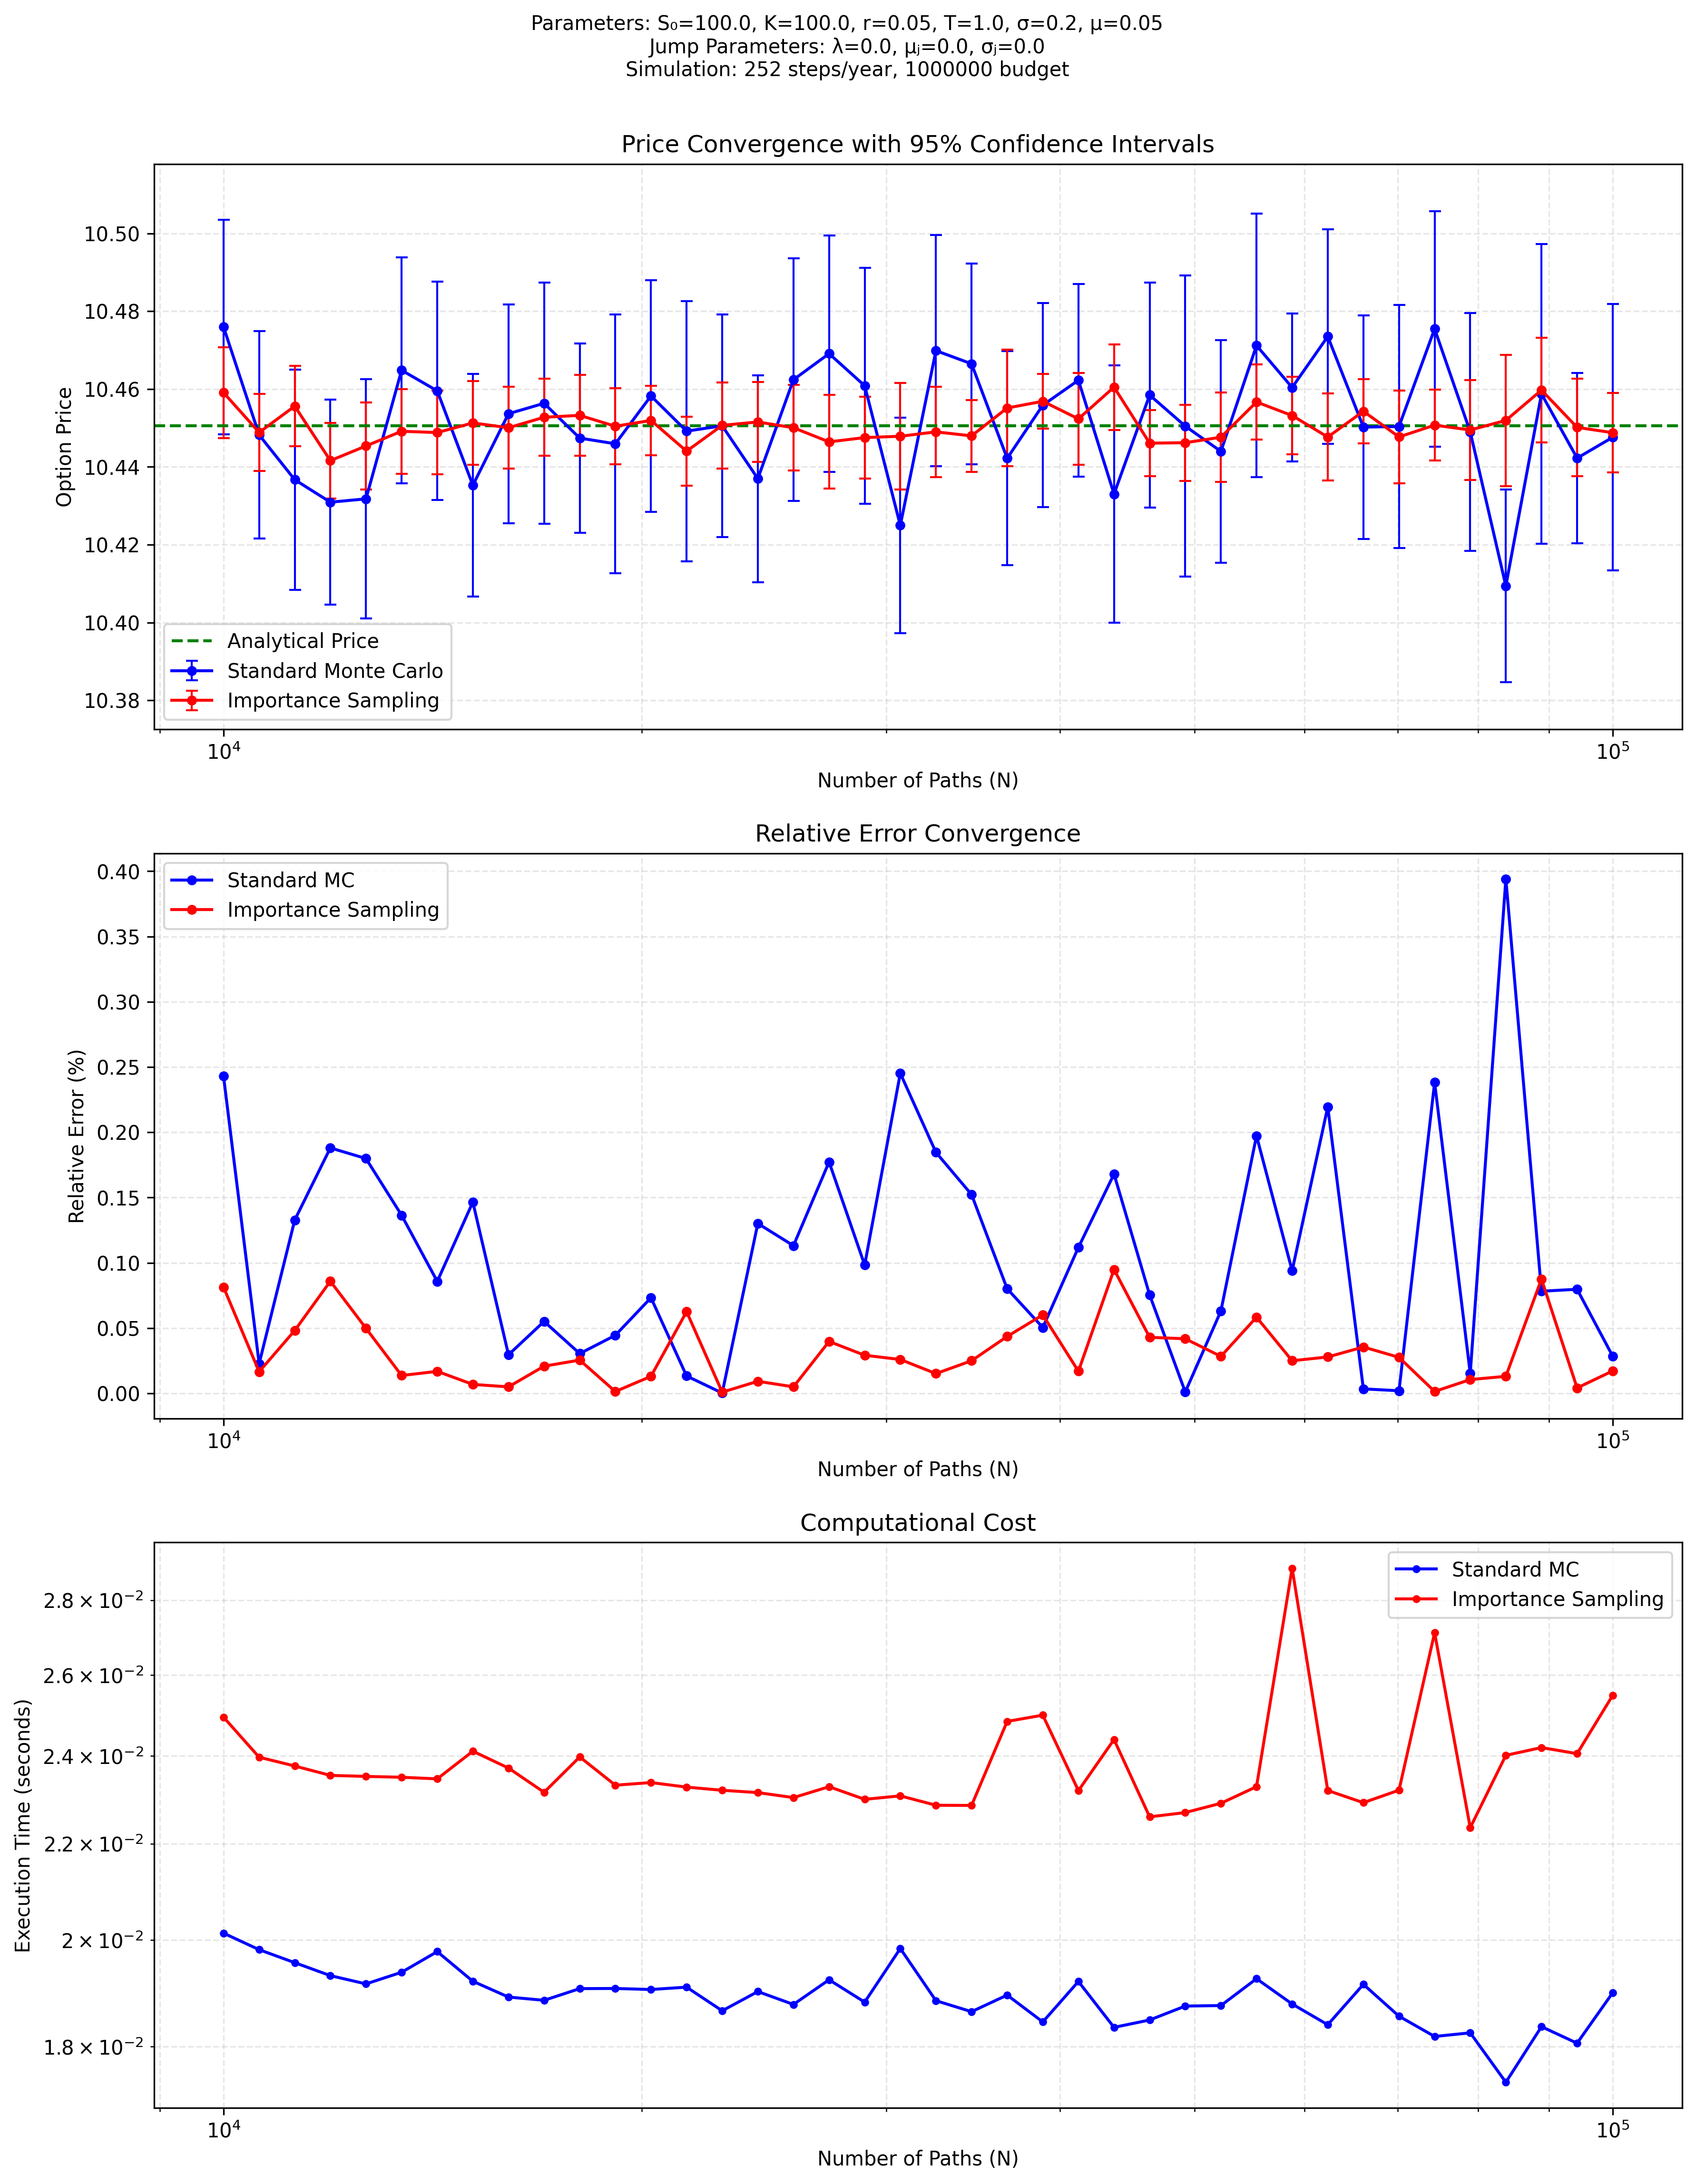 Parameters: S₀=100.0, K=100.0, r=0.05, T=1.0, σ=0.2, μ=0.05
Jump Parameters: λ=0.0, μⱼ=0.0, σⱼ=0.0
Simulation: 252 steps/year, 1000000 budget
Price Convergence with 95% Confidence Intervals
Option Price
10.50
10.48
10.46
10.44
10.42
10.40
10.38
Analytical Price
Standard Monte Carlo
Importance Sampling
10⁴
10⁵
Number of Paths (N)
Relative Error Convergence
Relative Error (%)
0.40
0.35
0.30
0.25
0.20
0.15
0.10
0.05
0.00
Standard MC
Importance Sampling
10⁴
10⁵
Number of Paths (N)
Computational Cost
Execution Time (seconds)
2.8 × 10⁻²
2.6 × 10⁻²
2.4 × 10⁻²
2.2 × 10⁻²
2 × 10⁻²
1.8 × 10⁻²
Standard MC
Importance Sampling
10⁴
10⁵
Number of Paths (N)